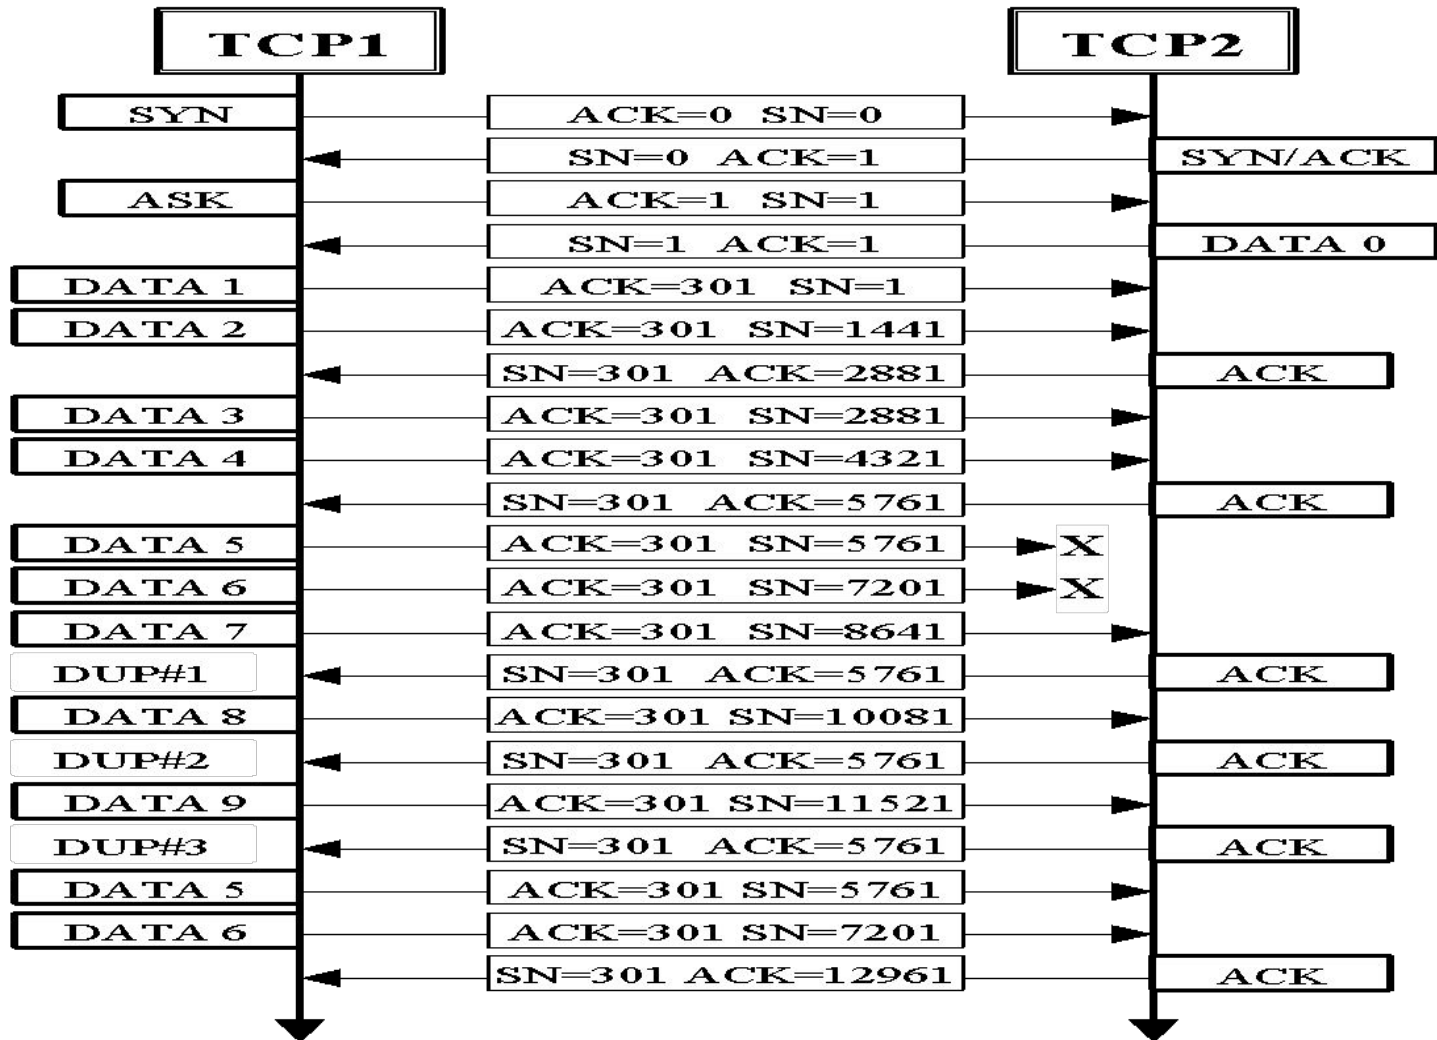 TCP1 TCP2
SYN ACK=0 SN=0
SN=0 ACK=1 SYN/ACK
ASK ACK=1 SN=1
SN=1 ACK=1 DATA 0
DATA 1 ACK=301 SN=1
DATA 2 ACK=301 SN=1441
SN=301 ACK=2881 ACK
DATA 3 ACK=301 SN=2881
DATA 4 ACK=301 SN=4321
SN=301 ACK=5761 ACK
DATA 5 ACK=301 SN=5761 X
DATA 6 ACK=301 SN=7201 X
DATA 7 ACK=301 SN=8641
DUP#1 SN=301 ACK=5761 ACK
DATA 8 ACK=301 SN=10081
DUP#2 SN=301 ACK=5761 ACK
DATA 9 ACK=301 SN=11521
DUP#3 SN=301 ACK=5761 ACK
DATA 5 ACK=301 SN=5761
DATA 6 ACK=301 SN=7201
SN=301 ACK=12961 ACK